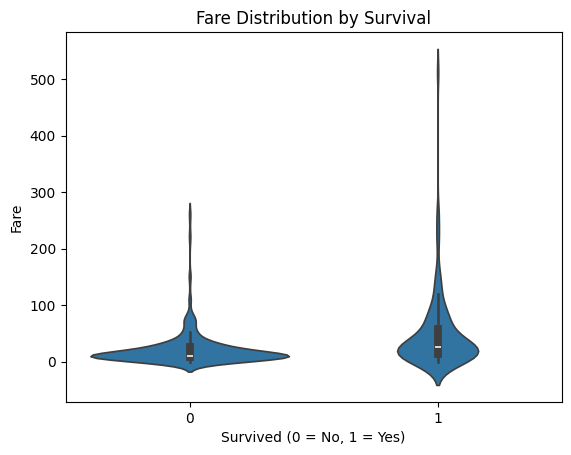 Fare Distribution by Survival
500
400
300
200
100
0
Fare
0
1
Survived (0 = No, 1 = Yes)